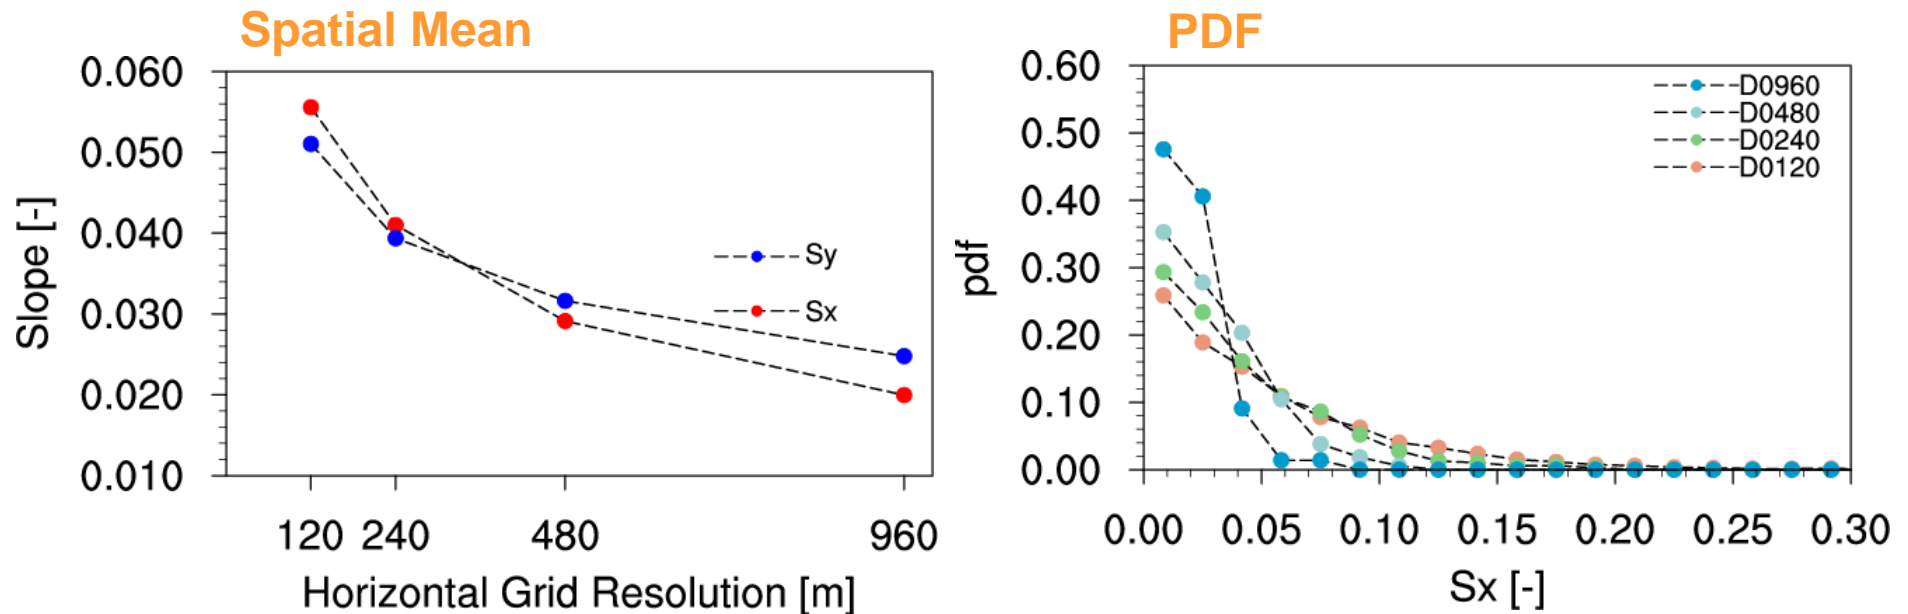 Spatial Mean
0.060
0.050
0.040
0.030
0.020
0.010
Slope [-]
Sy
Sx
120 240 480 960
Horizontal Grid Resolution [m]
PDF
0.60
0.50
0.40
0.30
0.20
0.10
0.00
pdf
D0960
D0480
D0240
D0120
0.00 0.05 0.10 0.15 0.20 0.25 0.30
Sx [-]